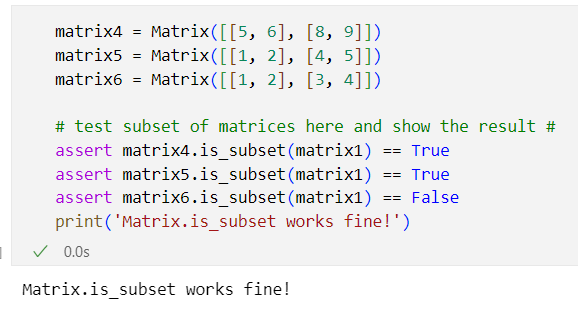 matrix4 = Matrix([[5, 6], [8, 9]])
matrix5 = Matrix([[1, 2], [4, 5]])
matrix6 = Matrix([[1, 2], [3, 4]])
# test subset of matrices here and show the result #
assert matrix4.is_subset(matrix1) == True
assert matrix5.is_subset(matrix1) == True
assert matrix6.is_subset(matrix1) == False
print('Matrix.is_subset works fine!')
✓ 0.0s
Matrix.is_subset works fine!